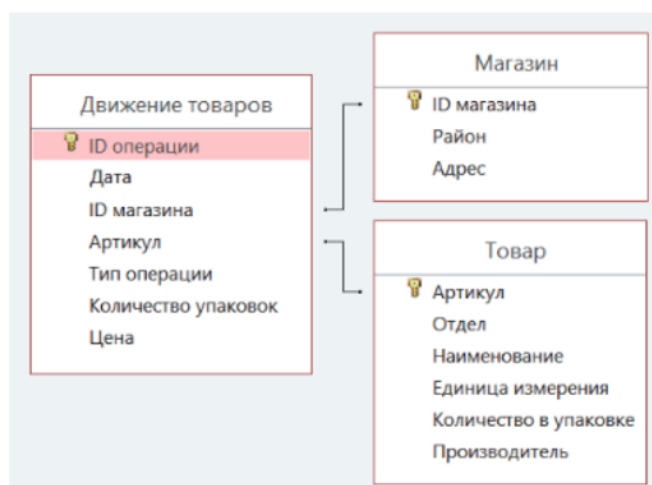 Движение товаров
ID операции
Дата
ID магазина
Артикул
Тип операции
Количество упаковок
Цена
Магазин
ID магазина
Район
Адрес
Товар
Артикул
Отдел
Наименование
Единица измерения
Количество в упаковке
Производитель